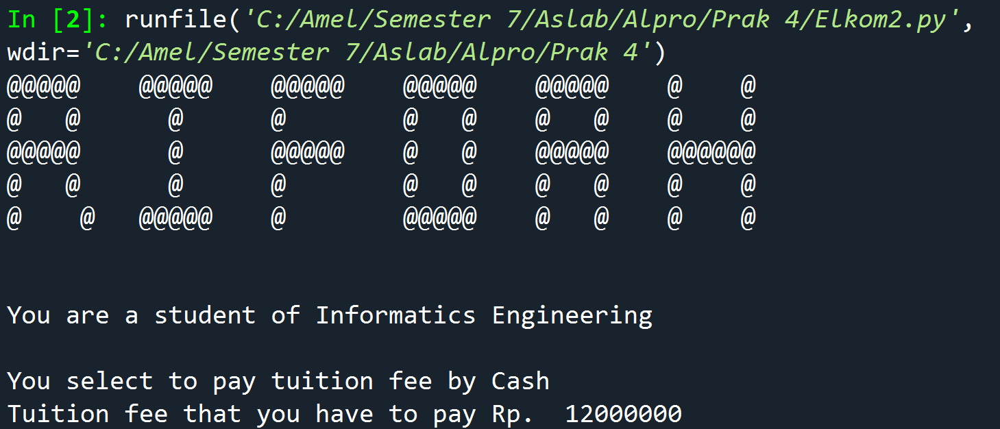 In [2]: runfile('C:/Amel/Semester 7/Aslab/Alpro/Prak 4/Elkom2.py',
wdir='C:/Amel/Semester 7/Aslab/Alpro/Prak 4')
@@@@@    @@@@@    @@@@@    @@@@@    @@@@@    @    @
@   @      @      @        @   @    @   @    @    @
@@@@@      @      @@@@@    @   @    @@@@@    @@@@@@
@   @      @      @        @   @    @   @    @    @
@    @   @@@@@    @        @@@@@    @   @    @    @
You are a student of Informatics Engineering
You select to pay tuition fee by Cash
Tuition fee that you have to pay Rp.  12000000